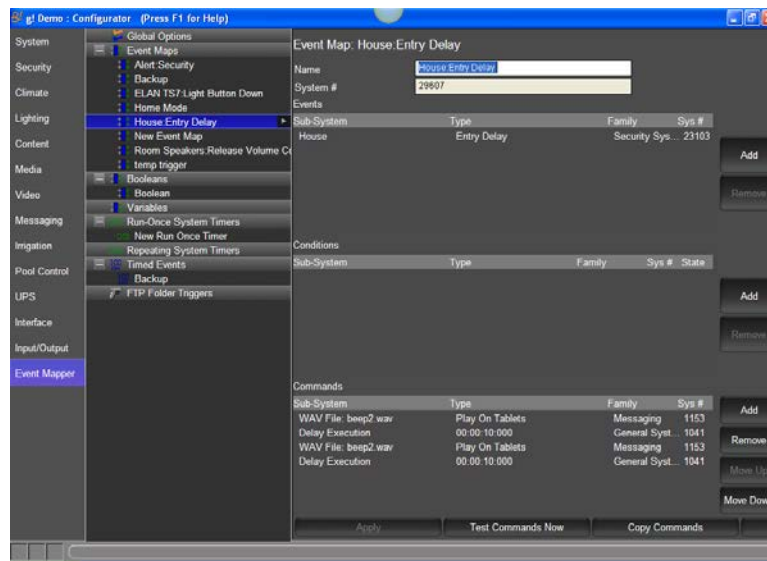 g! Demo : Configurator (Press F1 for Help)
System
Security
Climate
Lighting
Content
Media
Video
Messaging
Irrigation
Pool Control
UPS
Interface
Input/Output
Event Mapper
Global Options
Event Maps
Alert:Security
Backup
ELAN TS7:Light Button Down
Home Mode
House:Entry Delay
New Event Map
Room Speakers:Release Volume Co
temp trigger
Booleans
Boolean
Variables
Run-Once System Timers
New Run Once Timer
Repeating System Timers
Timed Events
Backup
FTP Folder Triggers
Event Map: House:Entry Delay
Name House:Entry Delay
System # 29607
Events
Sub-System Type Family Sys #
House Entry Delay Security Sys... 23103
Add
Remove
Conditions
Sub-System Type Family Sys # State
Add
Remove
Commands
Sub-System Type Family Sys #
WAV File: beep2.wav Play On Tablets Messaging 1153
Delay Execution 00:00:10:000 General Syst... 1041
WAV File: beep2.wav Play On Tablets Messaging 1153
Delay Execution 00:00:10:000 General Syst... 1041
Add
Remove
Move Up
Move Dow
Apply Test Commands Now Copy Commands